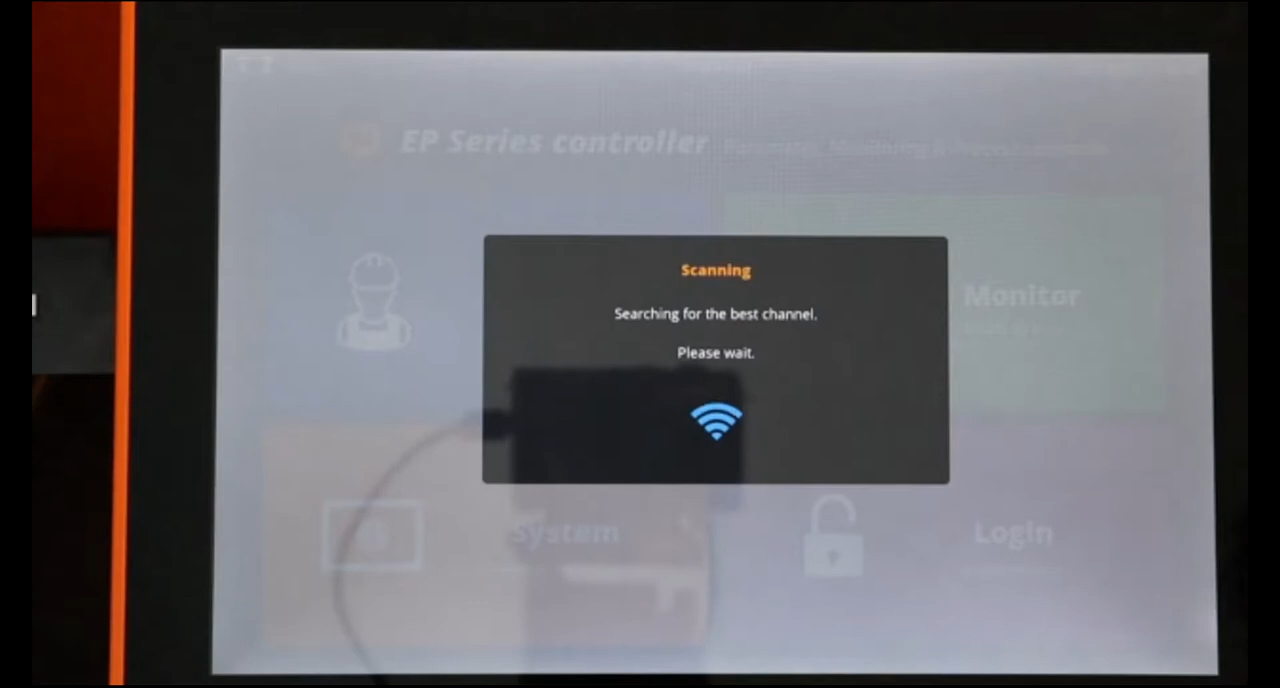 EP Series controller
Scanning
Searching for the best channel.
Please wait.
Monitor
System
Login